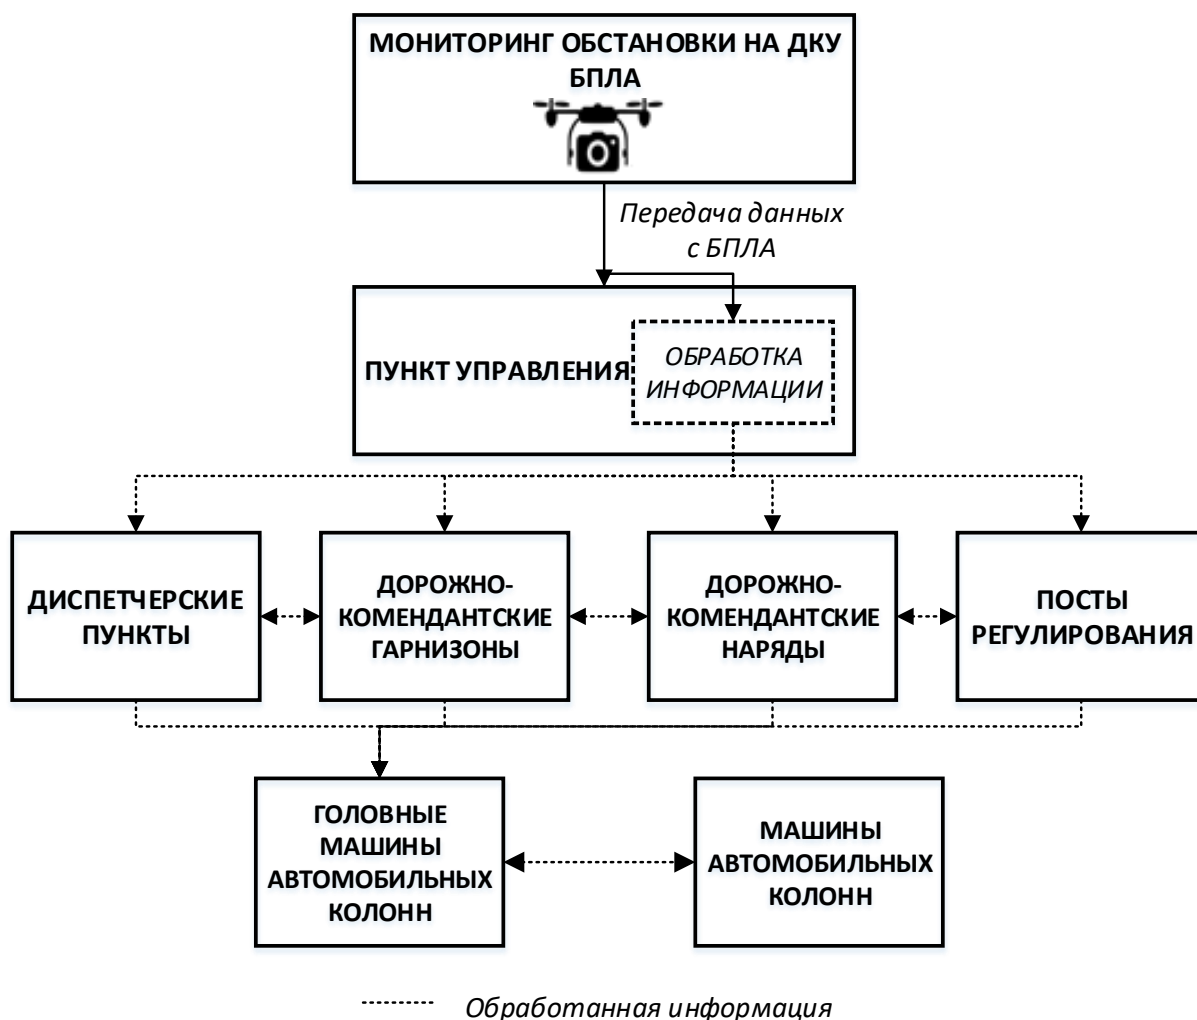 МОНИТОРИНГ ОБСТАНОВКИ НА ДКУ
БПЛА
Передача данных
с БПЛА
ПУНКТ УПРАВЛЕНИЯ
ОБРАБОТКА
ИНФОРМАЦИИ
ДИСПЕТЧЕРСКИЕ
ПУНКТЫ
ДОРОЖНО-
КОМЕНДАНТСКИЕ
ГАРНИЗОНЫ
ДОРОЖНО-
КОМЕНДАНТСКИЕ
НАРЯДЫ
ПОСТЫ
РЕГУЛИРОВАНИЯ
ГОЛОВНЫЕ
МАШИНЫ
АВТОМОБИЛЬНЫХ
КОЛОНН
МАШИНЫ
АВТОМОБИЛЬНЫХ
КОЛОНН
Обработанная информация